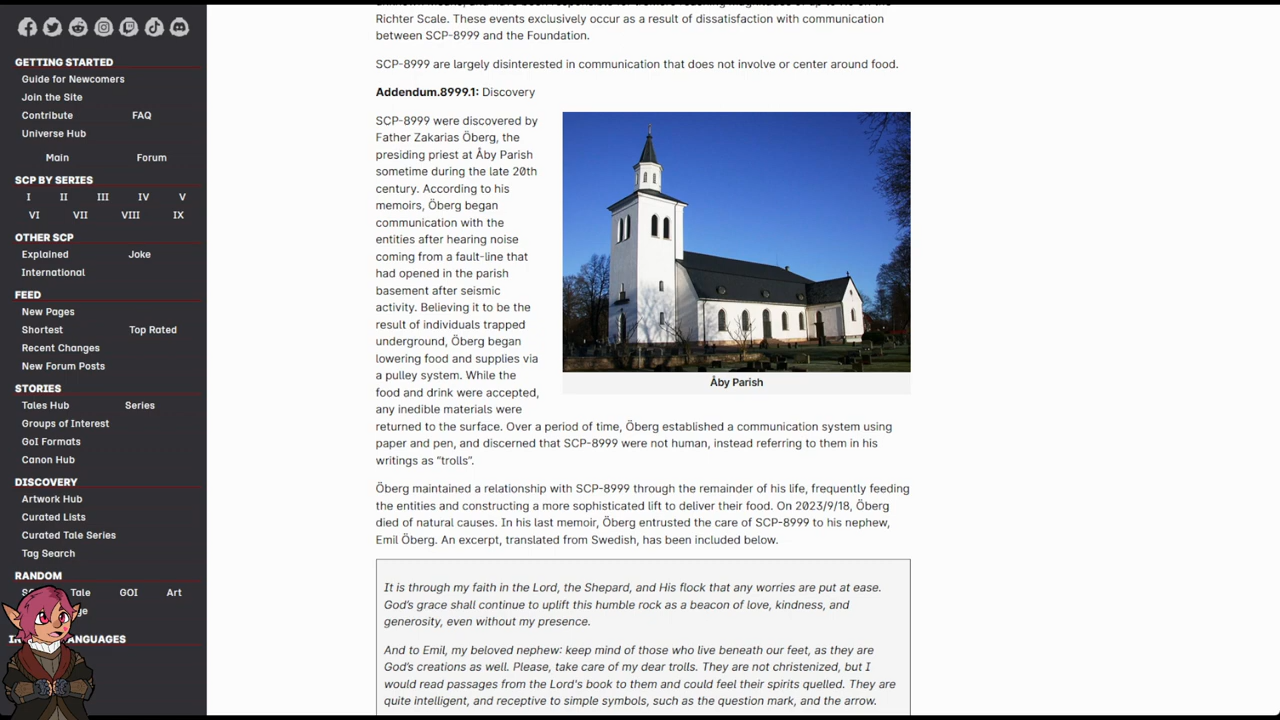 Richter Scale. These events exclusively occur as a result of dissatisfaction with communication
between SCP-8999 and the Foundation.
SCP-8999 are largely disinterested in communication that does not involve or center around food.
Addendum.8999.1: Discovery
SCP-8999 were discovered by
Father Zakarias Öberg, the
presiding priest at Åby Parish
sometime during the late 20th
century. According to his
memoirs, Öberg began
communication with the
entities after hearing noise
coming from a fault-line that
had opened in the parish
basement after seismic
activity. Believing it to be the
result of individuals trapped
underground, Öberg began
lowering food and supplies via
a pulley system. While the
food and drink were accepted,
any inedible materials were
returned to the surface. Over a period of time, Öberg established a communication system using
paper and pen, and discerned that SCP-8999 were not human, instead referring to them in his
writings as “trolls”.
Åby Parish
Öberg maintained a relationship with SCP-8999 through the remainder of his life, frequently feeding
the entities and constructing a more sophisticated lift to deliver their food. On 2023/9/18, Öberg
died of natural causes. In his last memoir, Öberg entrusted the care of SCP-8999 to his nephew,
Emil Öberg. An excerpt, translated from Swedish, has been included below.
It is through my faith in the Lord, the Shepard, and His flock that any worries are put at ease.
God's grace shall continue to uplift this humble rock as a beacon of love, kindness, and
generosity, even without my presence.
And to Emil, my beloved nephew: keep mind of those who live beneath our feet, as they are
God's creations as well. Please, take care of my dear trolls. They are not christenized, but I
would read passages from the Lord's book to them and could feel their spirits quelled. They are
quite intelligent, and receptive to simple symbols, such as the question mark, and the arrow.
GETTING STARTED
Guide for Newcomers
Join the Site
Contribute FAQ
Universe Hub
Main Forum
SCP BY SERIES
I II III IV V
VI VII VIII IX
OTHER SCP
Explained Joke
International
FEED
New Pages
Shortest Top Rated
Recent Changes
New Forum Posts
STORIES
Tales Hub Series
Groups of Interest
GoI Formats
Canon Hub
DISCOVERY
Artwork Hub
Curated Lists
Curated Tale Series
Tag Search
RANDOM
Tale GOI Art